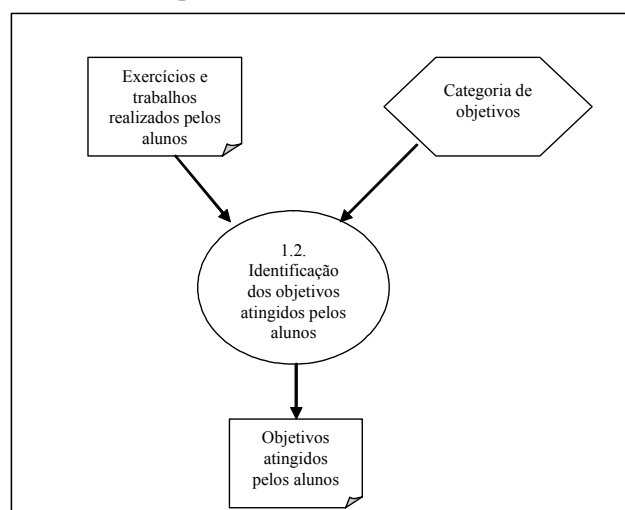 Exercícios e
trabalhos
realizados pelos
alunos
Categoria de
objetivos
1.2.
Identificação
dos objetivos
atingidos pelos
alunos
Objetivos
atingidos
pelos alunos